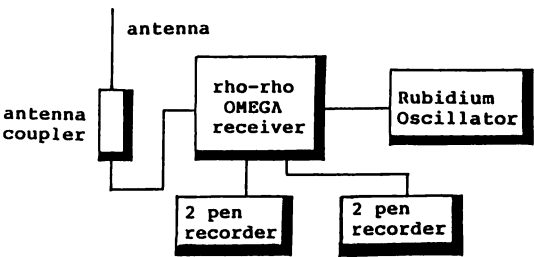 antenna
antenna
coupler
rho-rho
OMEGA
receiver
Rubidium
Oscillator
2 pen
recorder
2 pen
recorder